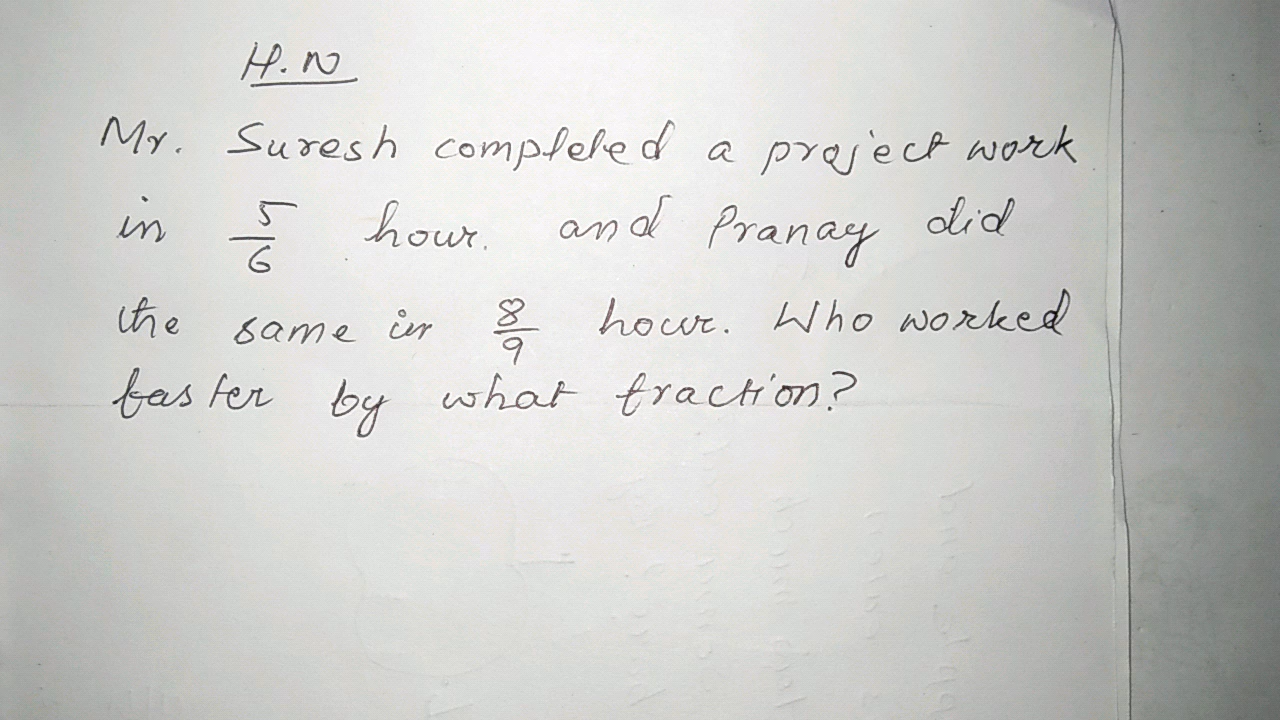 H.N
Mr. Suresh completed a project work
in 5/6 hour. and Pranay did
the same in 8/9 hour. Who worked
faster by what fraction?